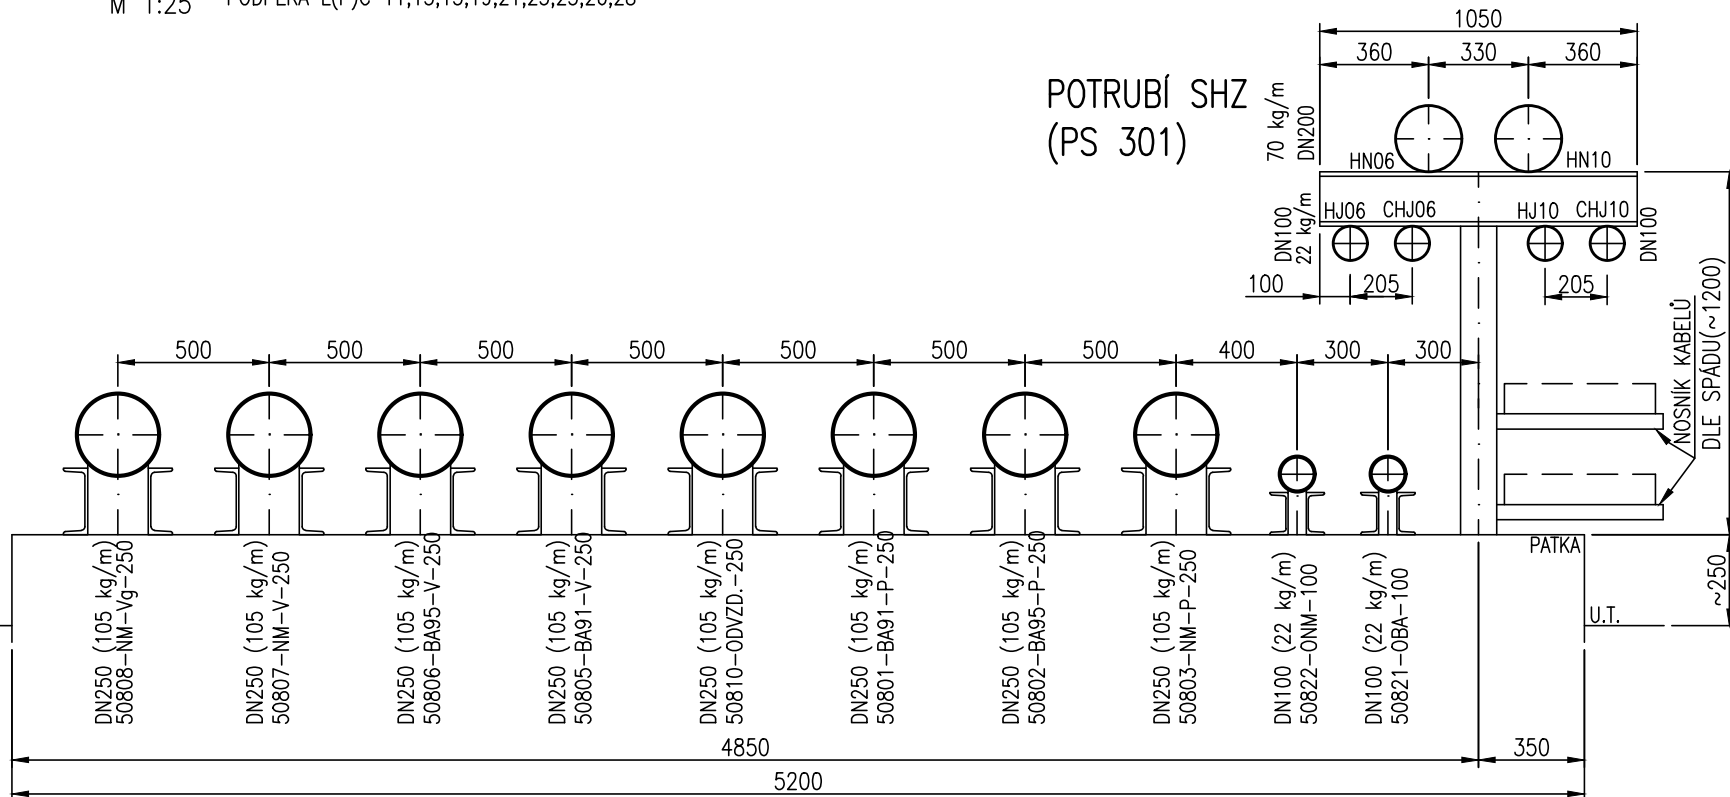 M 1:25
1050
360 330 360
POTRUBÍ SHZ
(PS 301)
70 kg/m
DN200
HN06 HN10
HJ06 CHJ06 HJ10 CHJ10
DN100
22 kg/m
DN100
100 205 205
NOSNÍK KABELŮ
DLE SPÁDU(~1200)
500 500 500 500 500 500 500 400 300 300
PATKA
~250
U.T.
DN250 (105 kg/m)
50808-NM-Vg-250
DN250 (105 kg/m)
50807-NM-V-250
DN250 (105 kg/m)
50806-BA95-V-250
DN250 (105 kg/m)
50805-BA91-V-250
DN250 (105 kg/m)
50810-ODVZD.-250
DN250 (105 kg/m)
50801-BA91-P-250
DN250 (105 kg/m)
50802-BA95-P-250
DN250 (105 kg/m)
50803-NM-P-250
DN100 (22 kg/m)
50822-ONM-100
DN100 (22 kg/m)
50821-OBA-100
4850 350
5200